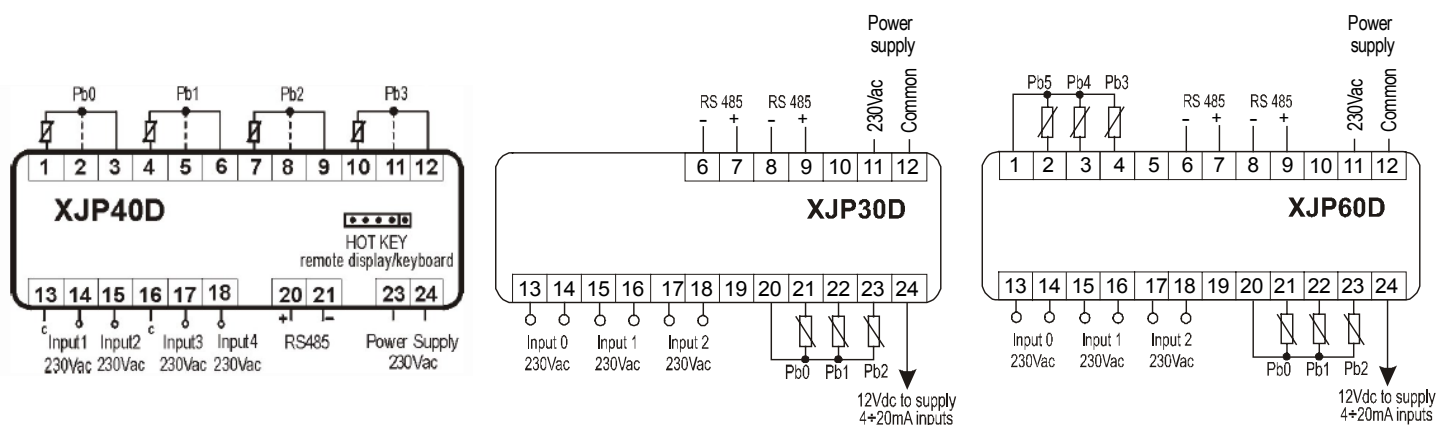 Pb0 Pb1 Pb2 Pb3
1 2 3 4 5 6 7 8 9 10 11 12
XJP40D
HOT KEY
remote display/keyboard
13 14 15 16 17 18 20 21 23 24
c c + -
Input1 Input2 Input3 Input4 RS485 Power Supply
230Vac 230Vac 230Vac 230Vac 230Vac
Power
supply
RS 485 RS 485 230Vac Common
- + - +
6 7 8 9 10 11 12
XJP30D
13 14 15 16 17 18 19 20 21 22 23 24
Input 0 Input 1 Input 2
230Vac 230Vac 230Vac
Pb0 Pb1 Pb2
12Vdc to supply
4÷20mA inputs
Power
supply
Pb5 Pb4 Pb3
RS 485 RS 485 230Vac Common
- + - +
1 2 3 4 5 6 7 8 9 10 11 12
XJP60D
13 14 15 16 17 18 19 20 21 22 23 24
Input 0 Input 1 Input 2
230Vac 230Vac 230Vac
Pb0 Pb1 Pb2
12Vdc to supply
4÷20mA inputs